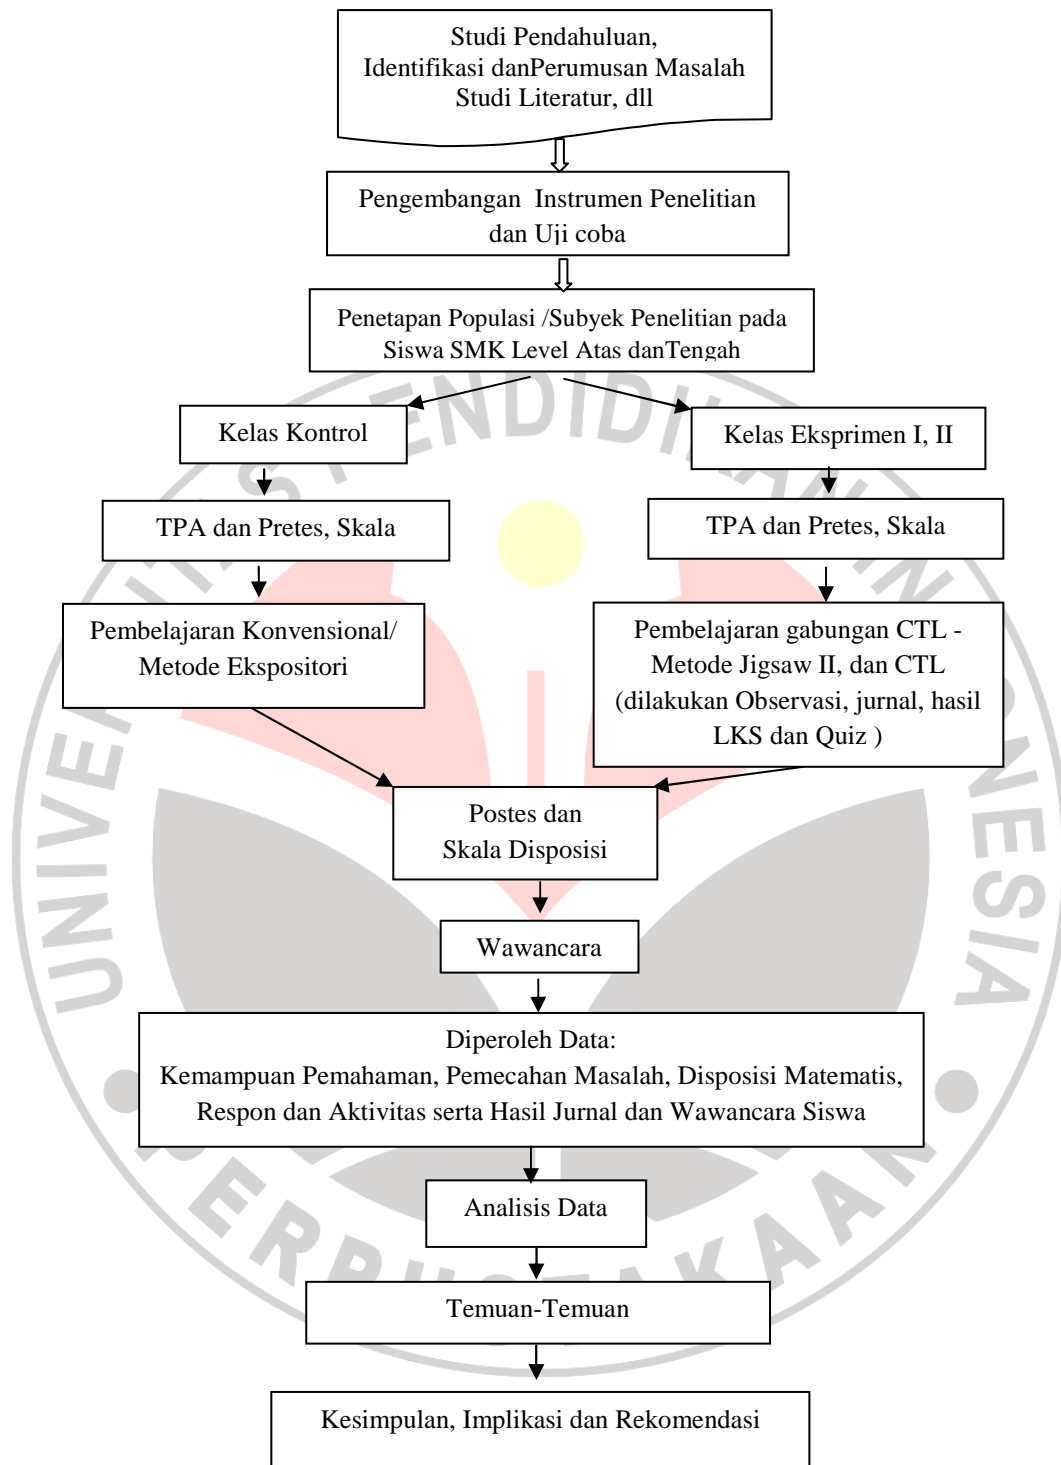 Studi Pendahuluan,
Identifikasi danPerumusan Masalah
Studi Literatur, dll
Pengembangan  Instrumen Penelitian
dan Uji coba
Penetapan Populasi /Subyek Penelitian pada
Siswa SMK Level Atas danTengah
Kelas Kontrol
Kelas Eksprimen I, II
TPA dan Pretes, Skala
TPA dan Pretes, Skala
Pembelajaran Konvensional/
Metode Ekspositori
Pembelajaran gabungan CTL -
Metode Jigsaw II, dan CTL
(dilakukan Observasi, jurnal, hasil
LKS dan Quiz )
Postes dan
Skala Disposisi
Wawancara
Diperoleh Data:
Kemampuan Pemahaman, Pemecahan Masalah, Disposisi Matematis,
Respon dan Aktivitas serta Hasil Jurnal dan Wawancara Siswa
Analisis Data
Temuan-Temuan
Kesimpulan, Implikasi dan Rekomendasi
UNIVERSITAS PENDIDIKAN INDONESIA
PERPUSTAKAAN